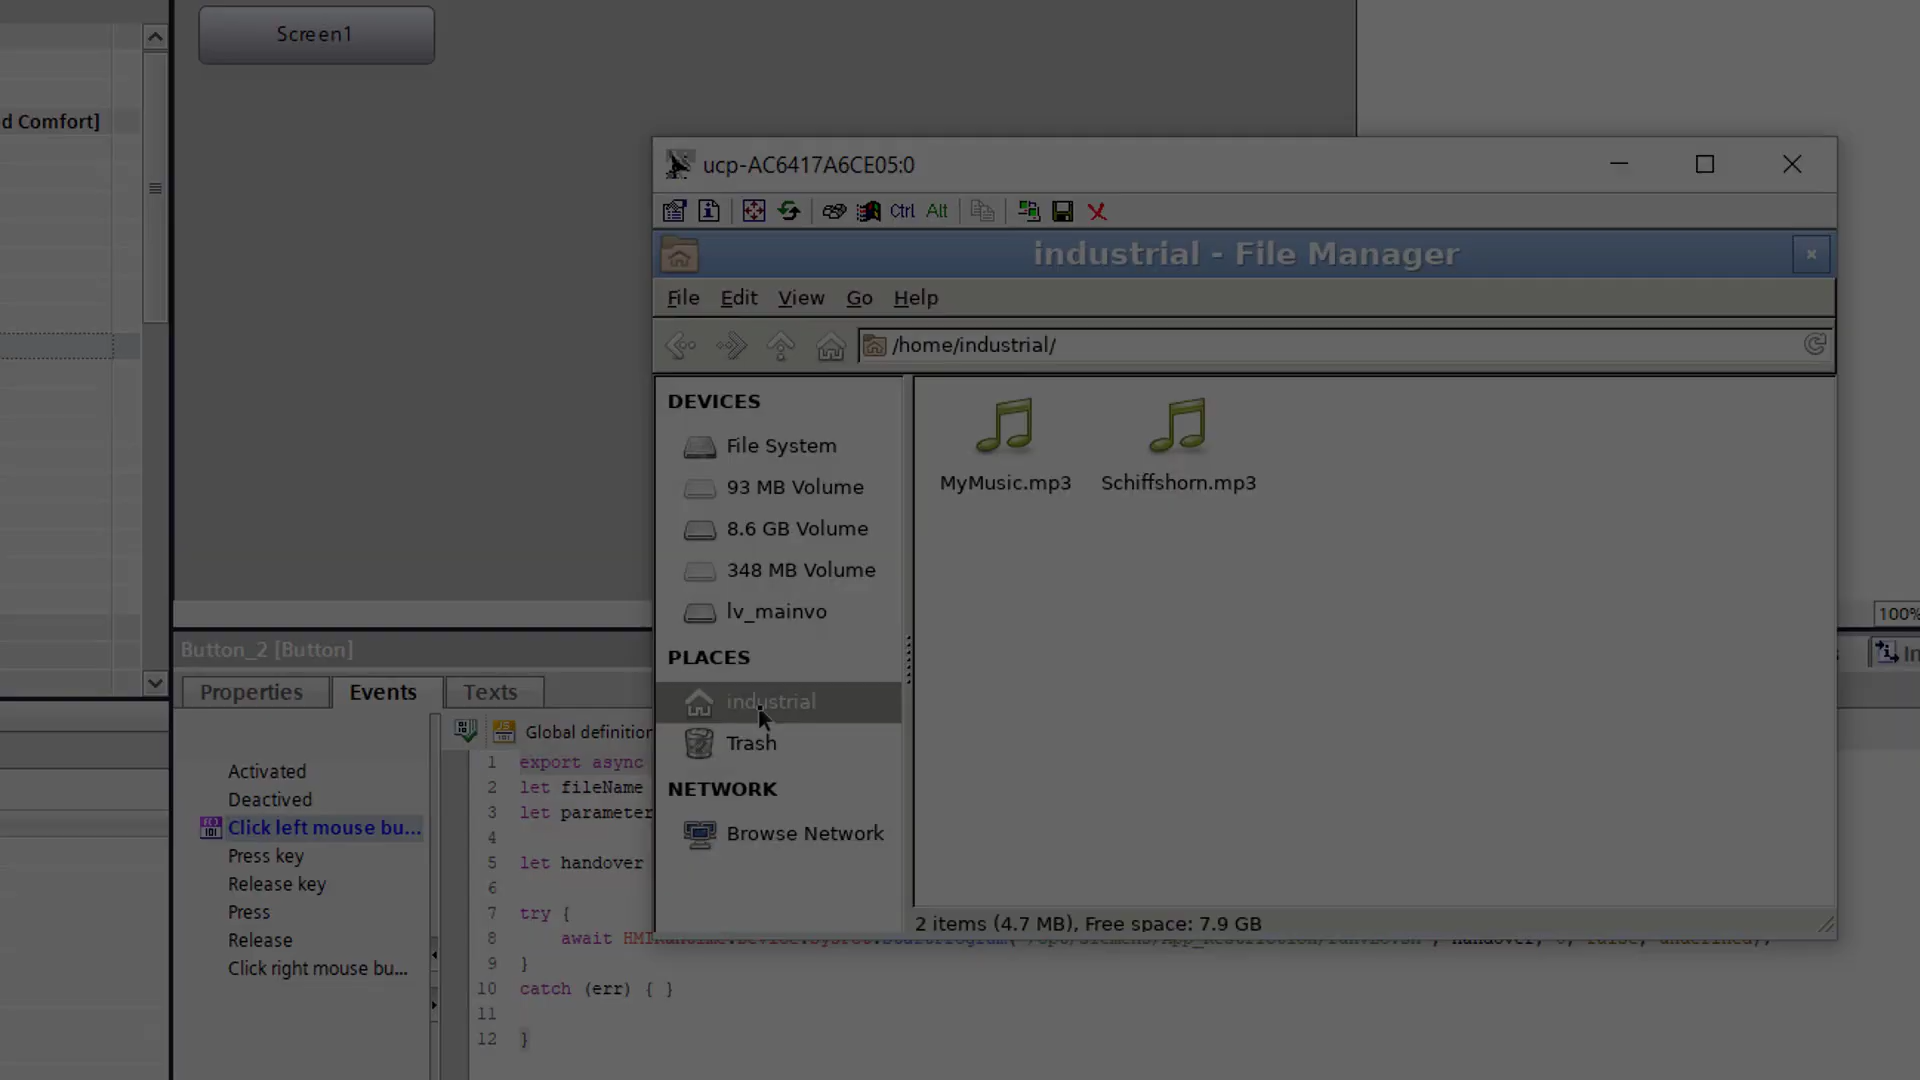 Screen1
d Comfort]
ucp-AC6417A6CE05:0
Ctrl Alt
industrial - File Manager
File Edit View Go Help
/home/industrial/
DEVICES
File System
93 MB Volume
8.6 GB Volume
348 MB Volume
lv_mainvo
PLACES
industrial
Trash
NETWORK
Browse Network
MyMusic.mp3 Schiffshorn.mp3
2 items (4.7 MB), Free space: 7.9 GB
100%
Button_2 [Button]
Properties Events Texts
Activated
Deactived
Click left mouse bu...
Press key
Release key
Press
Release
Click right mouse bu...
Global definition
1 export async
2 let fileName
3 let parameter
4
5 let handover
6
7 try {
8 await handover,
9 }
10 catch (err) { }
11
12 }